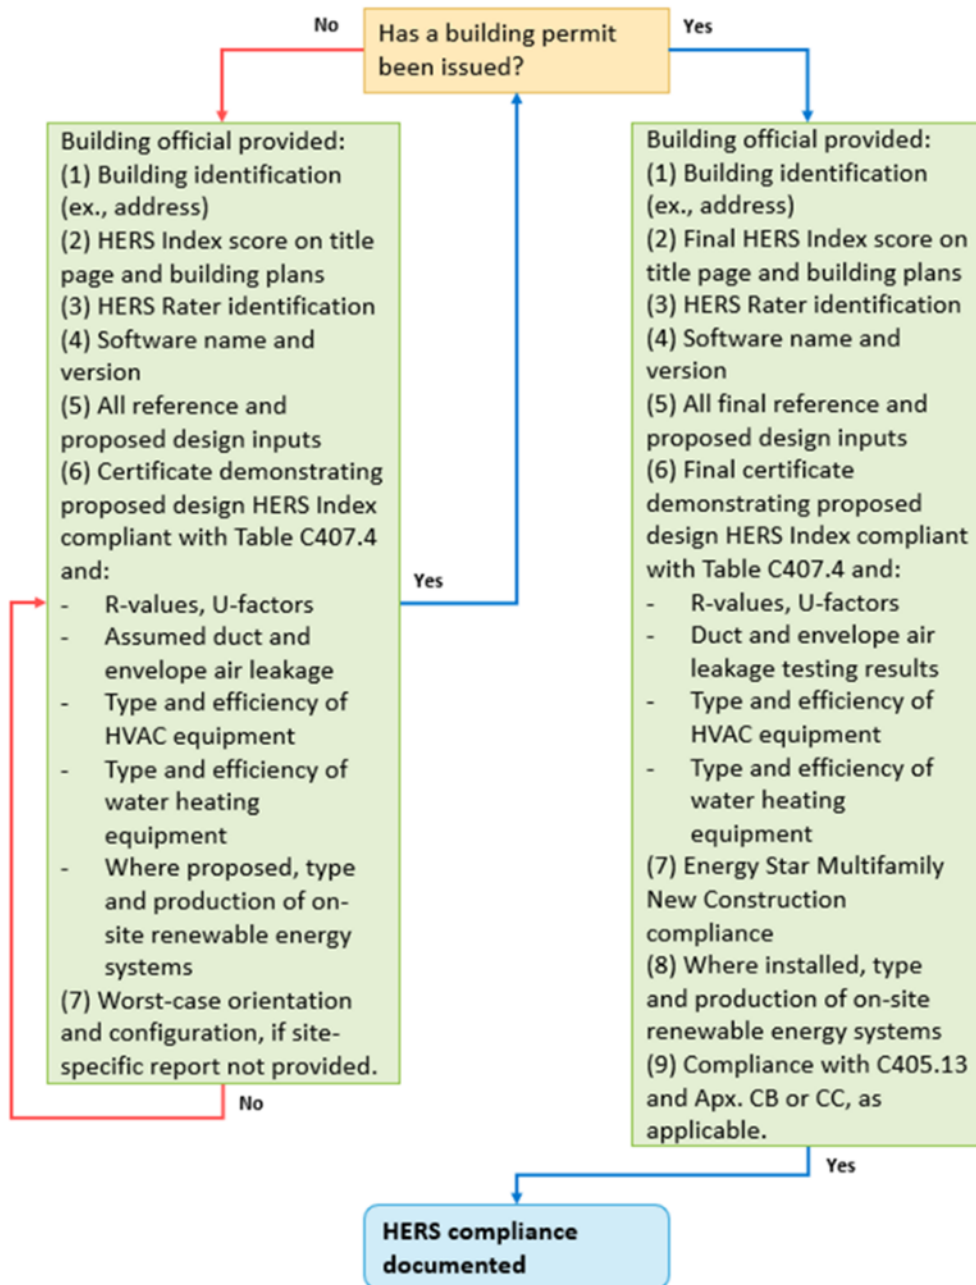 No
Has a building permit
been issued?
Yes
Building official provided:
(1) Building identification
(ex., address)
(2) HERS Index score on title
page and building plans
(3) HERS Rater identification
(4) Software name and
version
(5) All reference and
proposed design inputs
(6) Certificate demonstrating
proposed design HERS Index
compliant with Table C407.4
and:
- R-values, U-factors
- Assumed duct and
envelope air leakage
- Type and efficiency of
HVAC equipment
- Type and efficiency of
water heating
equipment
- Where proposed, type
and production of on-
site renewable energy
systems
(7) Worst-case orientation
and configuration, if site-
specific report not provided.
No
Yes
Building official provided:
(1) Building identification
(ex., address)
(2) Final HERS Index score on
title page and building plans
(3) HERS Rater identification
(4) Software name and
version
(5) All final reference and
proposed design inputs
(6) Final certificate
demonstrating proposed
design HERS Index compliant
with Table C407.4 and:
- R-values, U-factors
- Duct and envelope air
leakage testing results
- Type and efficiency of
HVAC equipment
- Type and efficiency of
water heating
equipment
(7) Energy Star Multifamily
New Construction
compliance
(8) Where installed, type
and production of on-site
renewable energy systems
(9) Compliance with C405.13
and Apx. CB or CC, as
applicable.
Yes
HERS compliance
documented